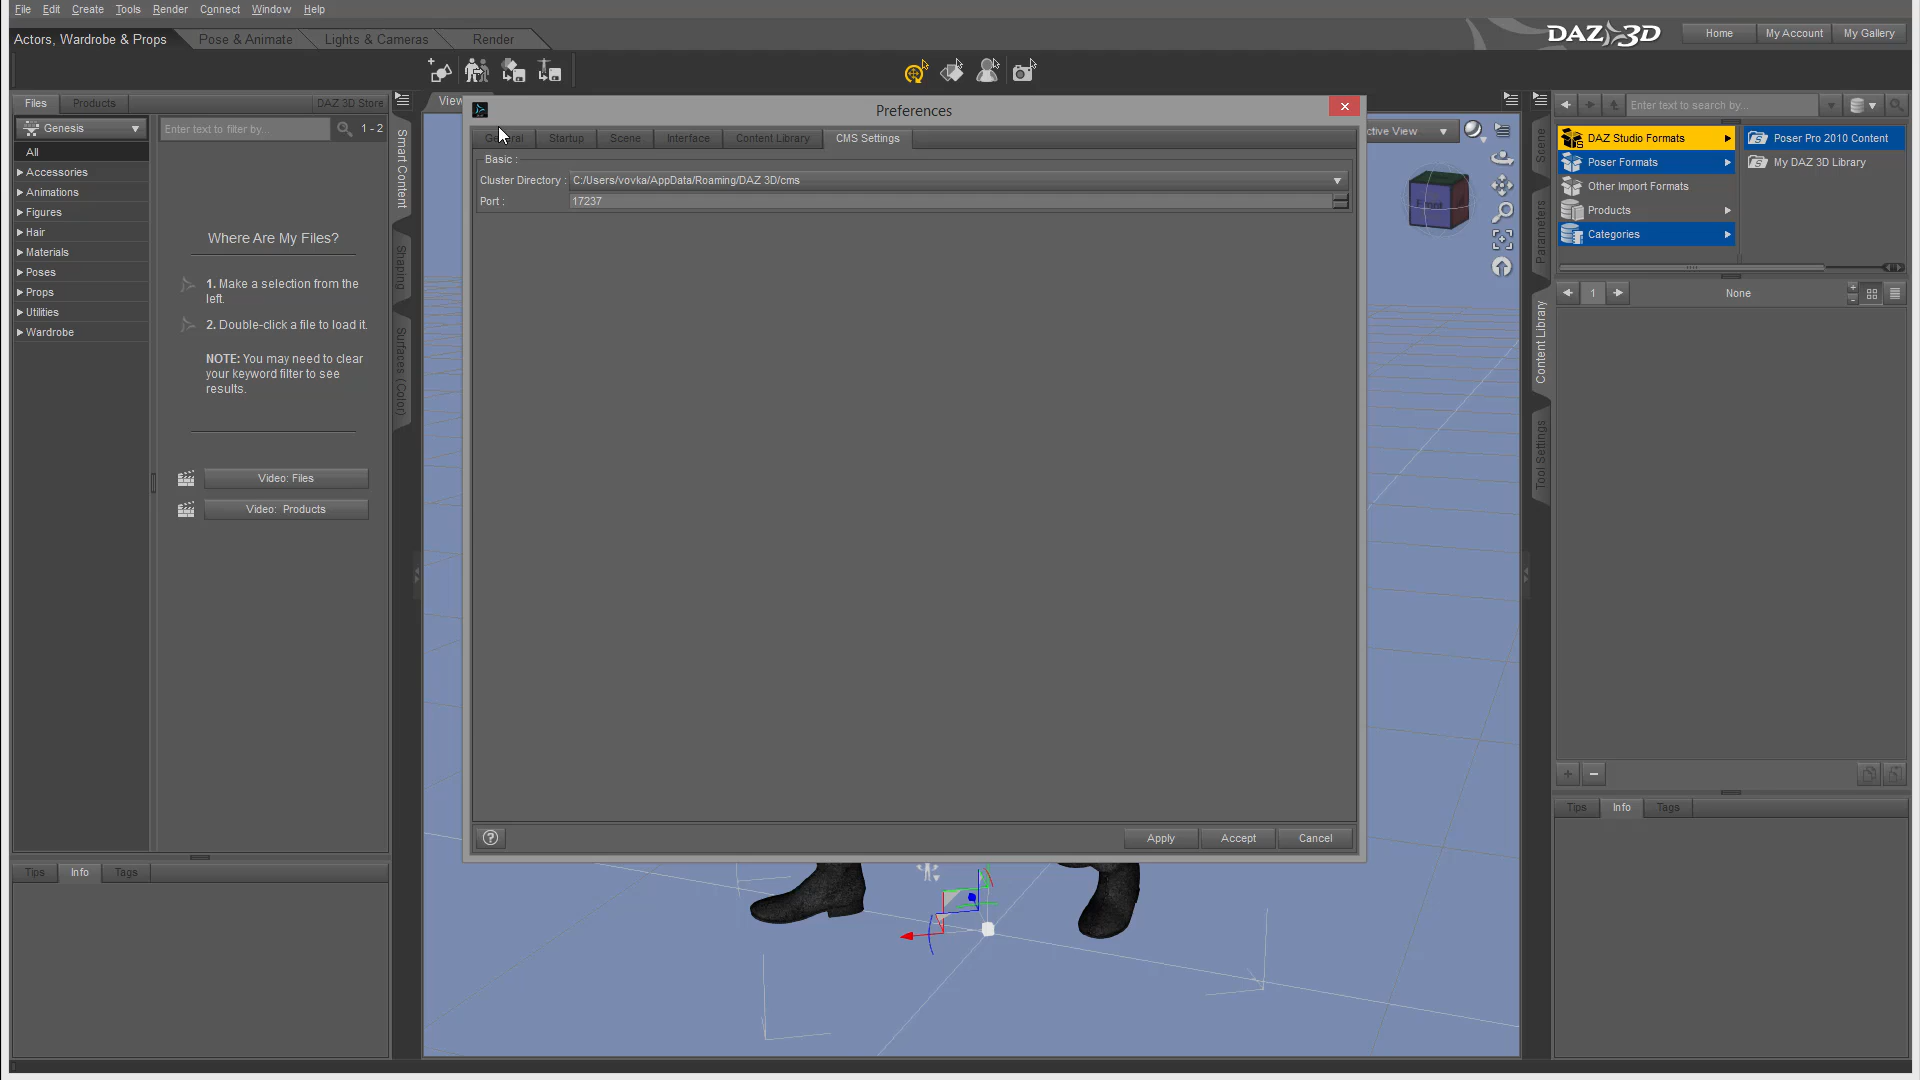 File Edit Create Tools Render Connect Window Help
Actors, Wardrobe & Props Pose & Animate Lights & Cameras Render
DAZ 3D
Home My Account My Gallery
Files Products DAZ 3D Store
Genesis
Enter text to filter by...
1 - 2
All
Accessories
Animations
Figures
Hair
Materials
Poses
Props
Utilities
Wardrobe
Where Are My Files?
1. Make a selection from the
left.
2. Double-click a file to load it.
NOTE: You may need to clear
your keyword filter to see
results.
Video: Files
Video: Products
Tips Info Tags
Smart Content
Shaping
Surfaces (Color)
Preferences
General Startup Scene Interface Content Library CMS Settings
Basic :
Cluster Directory : C:/Users/vovka/AppData/Roaming/DAZ 3D/cms
Port : 17237
? Apply Accept Cancel
Front
Scene
Parameters
Content Library
Tool Settings
Enter text to search by...
DAZ Studio Formats
Poser Formats
Other Import Formats
Products
Categories
Poser Pro 2010 Content
My DAZ 3D Library
1 None
Tips Info Tags